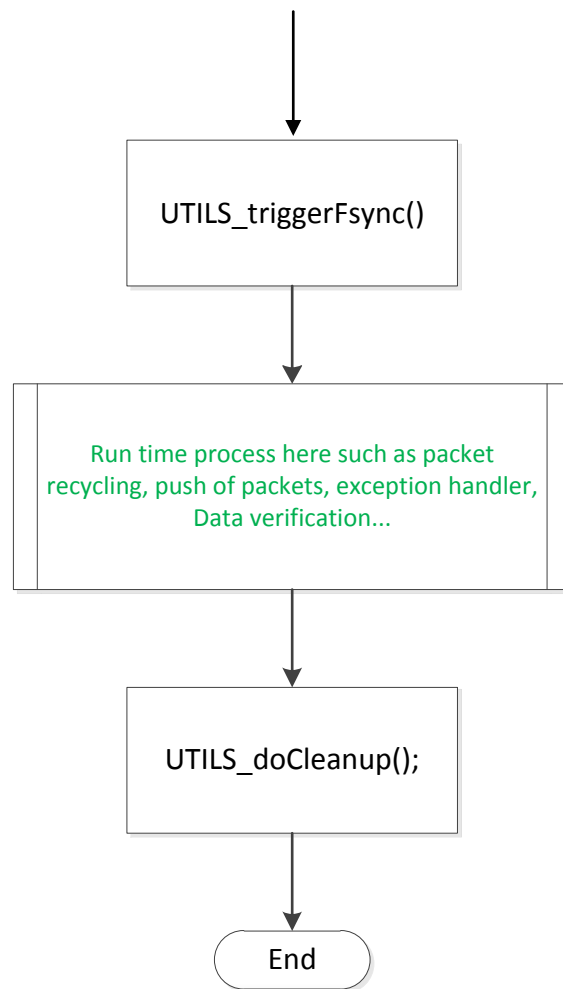 UTILS_triggerFsync()
Run time process here such as packet
recycling, push of packets, exception handler,
Data verification...
UTILS_doCleanup();
End